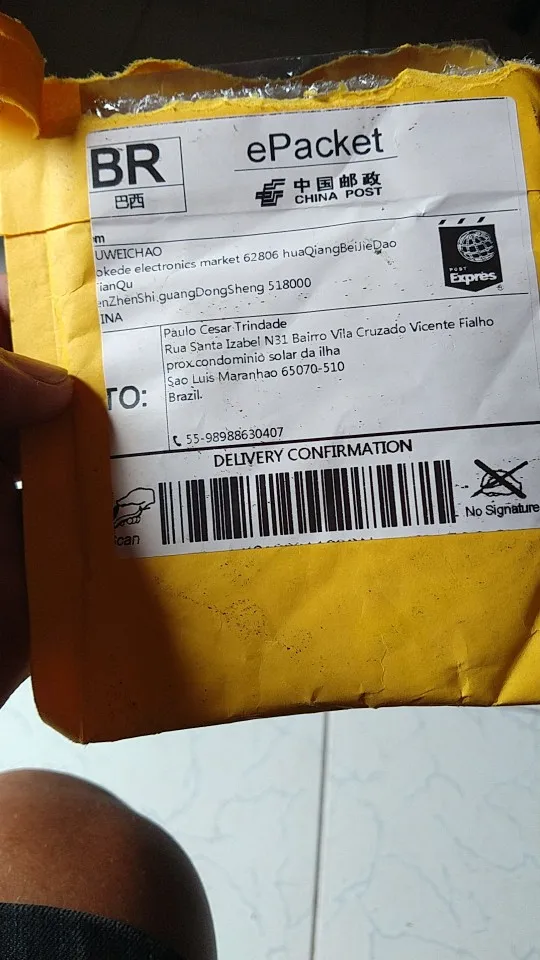 BR
巴西
ePacket
中国邮政
CHINA POST
UWEICHAO
okede electronics market 62806 huaQiangBeiJieDao
ianQu
enZhenShi.guangDongSheng 518000
INA
POST
Expres
TO:
Paulo Cesar Trindade
Rua Santa Izabel N31 Bairro Vila Cruzado Vicente Fialho
prox.condominio solar da ilha
Sao Luis Maranhao 65070-510
Brazil.
55-98988630407
DELIVERY CONFIRMATION
can
No Signature